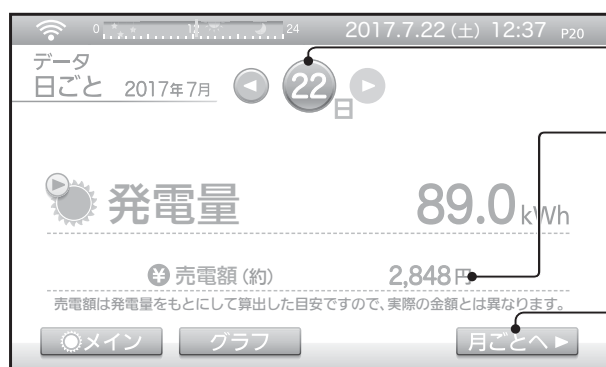 0 12 24 2017.7.22(土) 12:37 P20
データ
日ごと 2017年7月 22日
発電量 89.0kWh
売電額(約) 2,848円
売電額は発電量をもとにして算出した目安ですので、実際の金額とは異なります。
メイン グラフ 月ごとへ